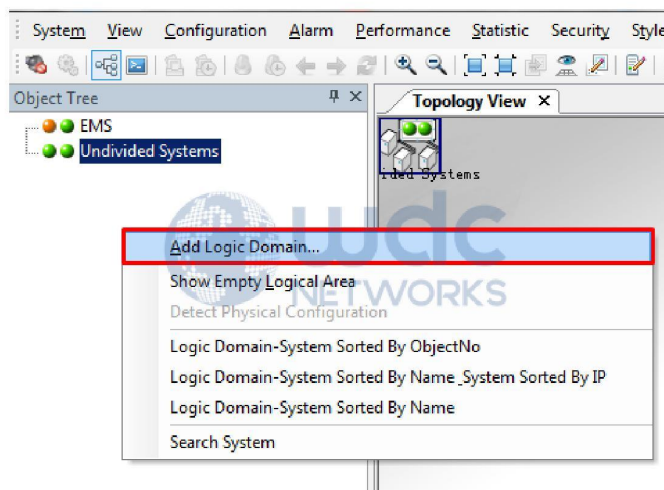 System View Configuration Alarm Performance Statistic Security Style
Object Tree
Topology View
EMS
Undivided Systems
ided Systems
wdc
NETWORKS
Add Logic Domain...
Show Empty Logical Area
Detect Physical Configuration
Logic Domain-System Sorted By ObjectNo
Logic Domain-System Sorted By Name_System Sorted By IP
Logic Domain-System Sorted By Name
Search System